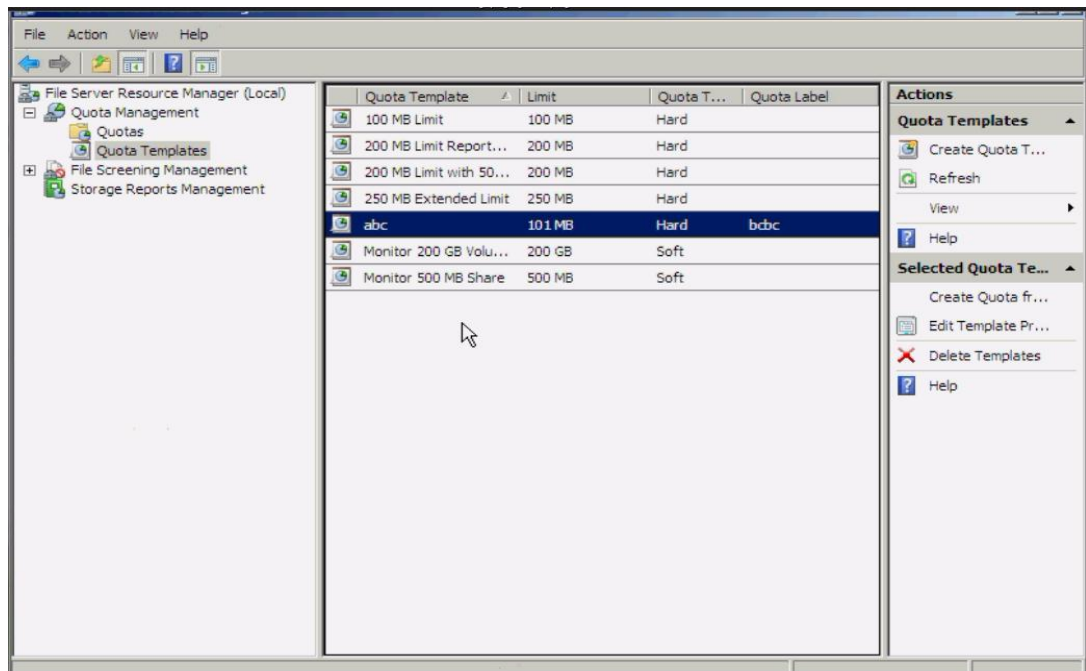 File Action View Help
File Server Resource Manager (Local)
Quota Management
Quotas
Quota Templates
File Screening Management
Storage Reports Management
Quota Template Limit Quota T... Quota Label
100 MB Limit 100 MB Hard
200 MB Limit Report... 200 MB Hard
200 MB Limit with 50... 200 MB Hard
250 MB Extended Limit 250 MB Hard
abc 101 MB Hard bcbc
Monitor 200 GB Volu... 200 GB Soft
Monitor 500 MB Share 500 MB Soft
Actions
Quota Templates
Create Quota T...
Refresh
View
Help
Selected Quota Te...
Create Quota fr...
Edit Template Pr...
Delete Templates
Help